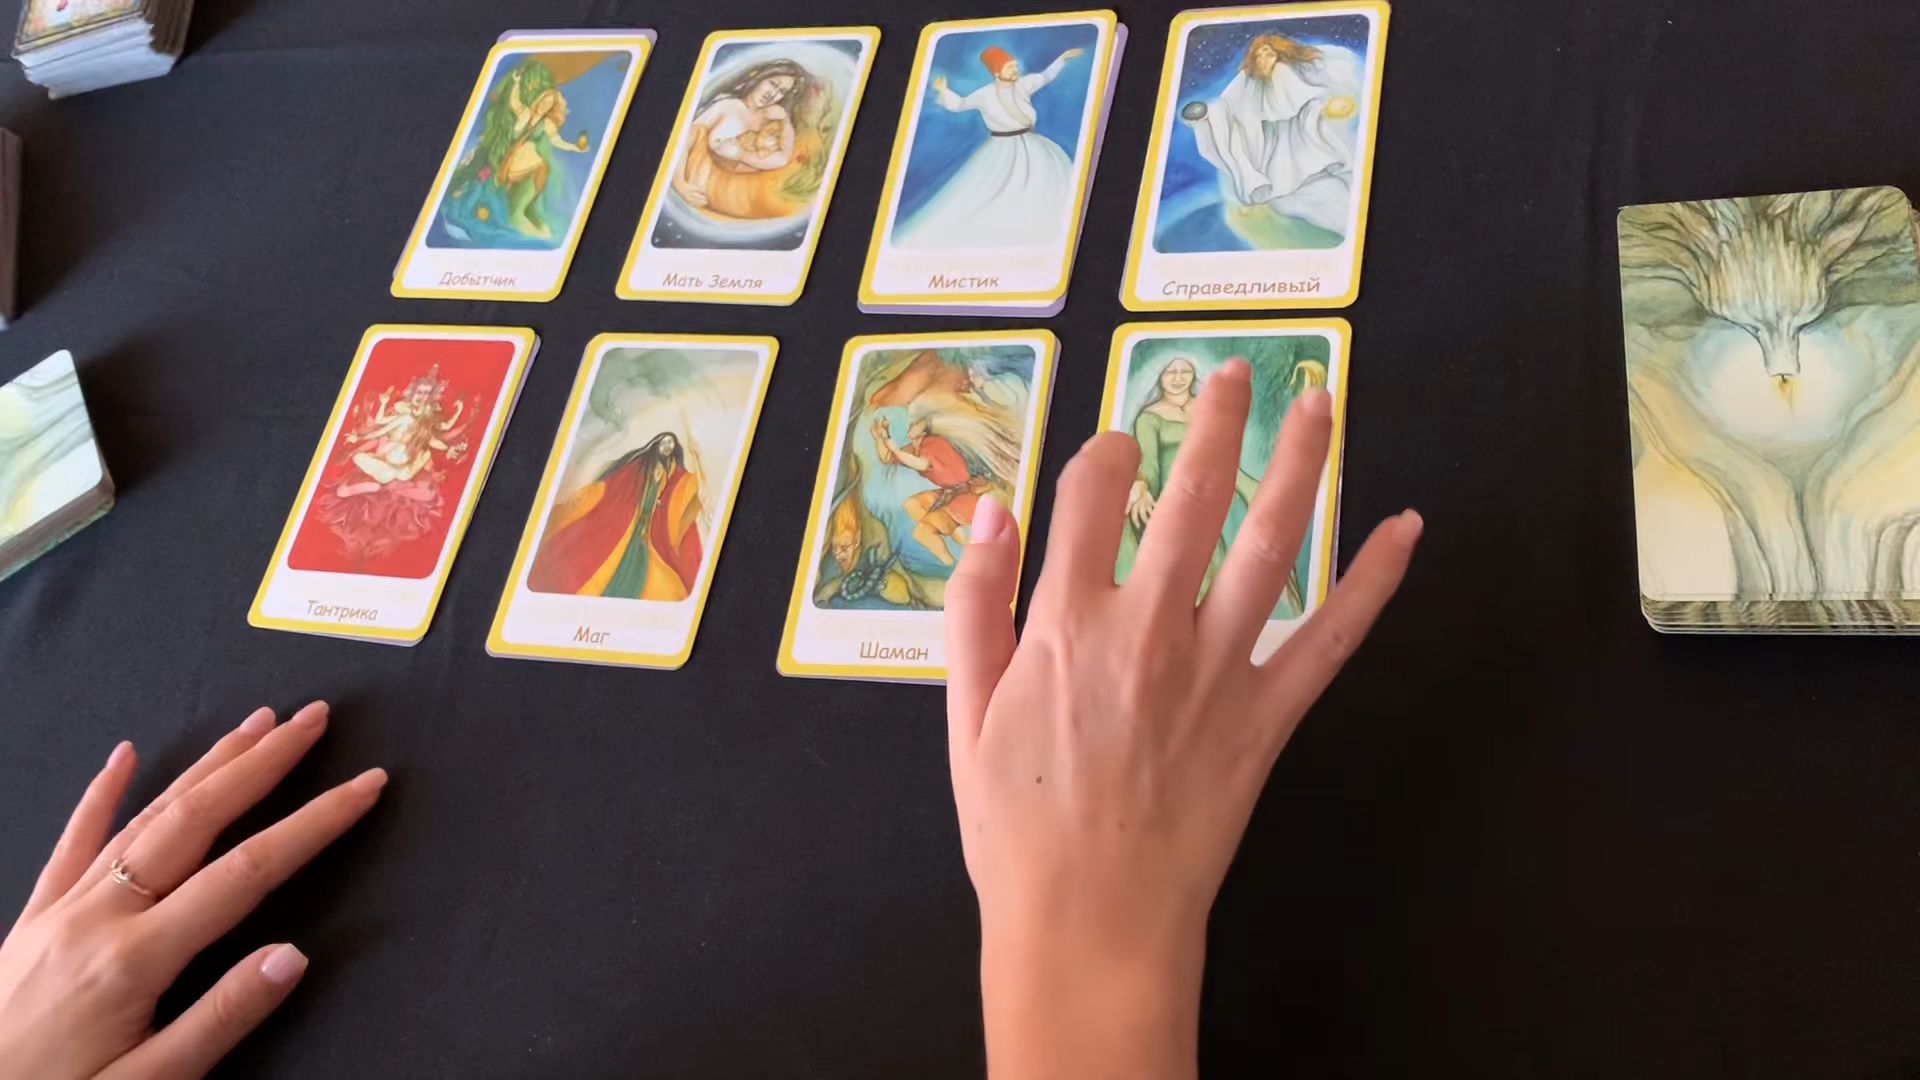 Добытчик
Мать Земля
Мистик
Справедливый
Тантрика
Маг
Шаман